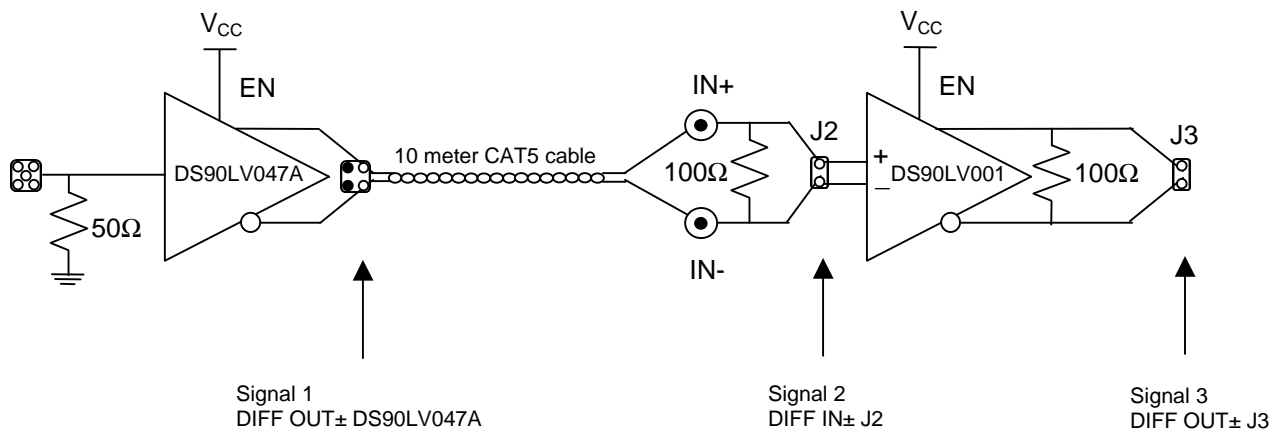 VCC
EN
DS90LV047A
50Ω
10 meter CAT5 cable
IN+
100Ω
IN-
J2
VCC
EN
+
−
DS90LV001
100Ω
J3
Signal 1
DIFF OUT± DS90LV047A
Signal 2
DIFF IN± J2
Signal 3
DIFF OUT± J3